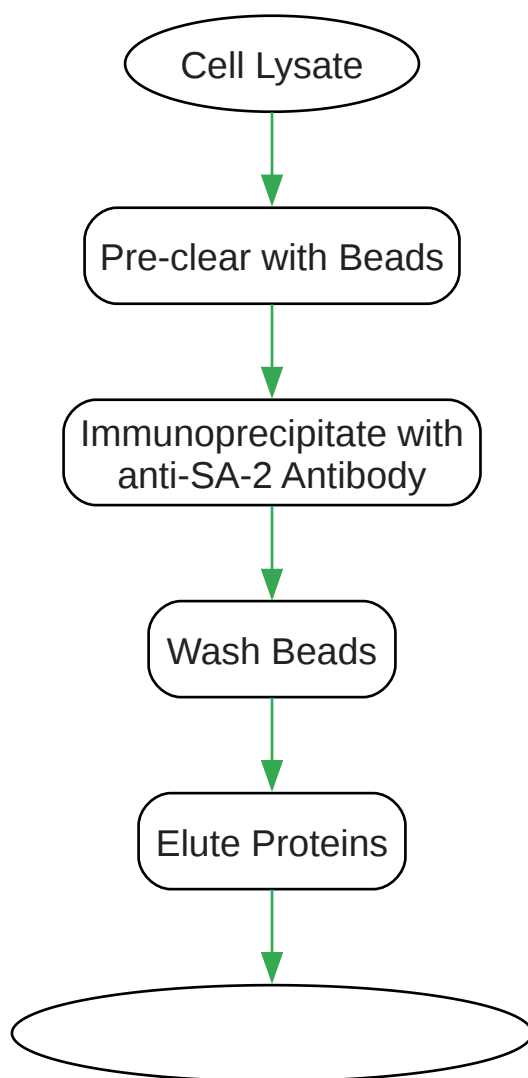 Cell Lysate
Pre-clear with Beads
Immunoprecipitate with
anti-SA-2 Antibody
Wash Beads
Elute Proteins